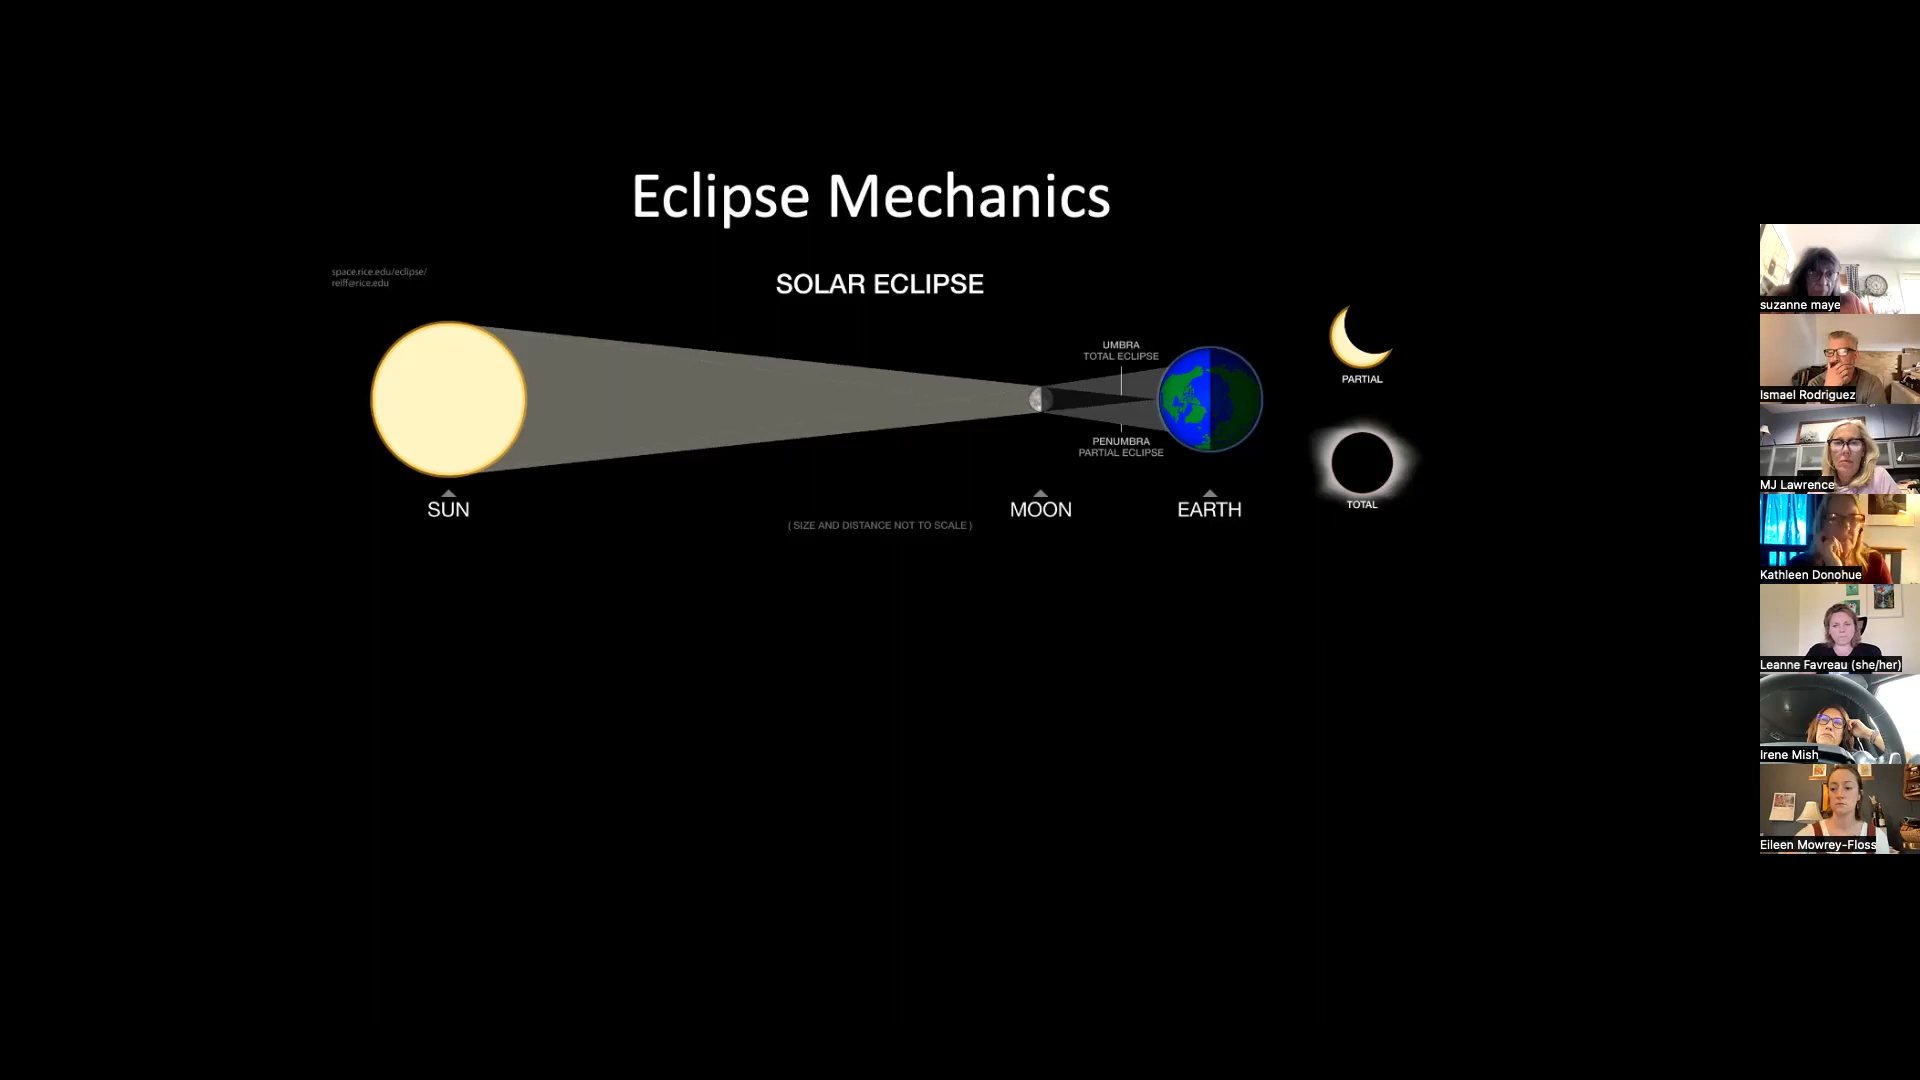 Eclipse Mechanics
space.rice.edu/eclipse/
reiff@rice.edu
SOLAR ECLIPSE
UMBRA
TOTAL ECLIPSE
PENUMBRA
PARTIAL ECLIPSE
PARTIAL
TOTAL
SUN
MOON
EARTH
( SIZE AND DISTANCE NOT TO SCALE )
suzanne maye
Ismael Rodriguez
MJ Lawrence
Kathleen Donohue
Leanne Favreau (she/her)
Irene Mish
Eileen Mowrey-Floss